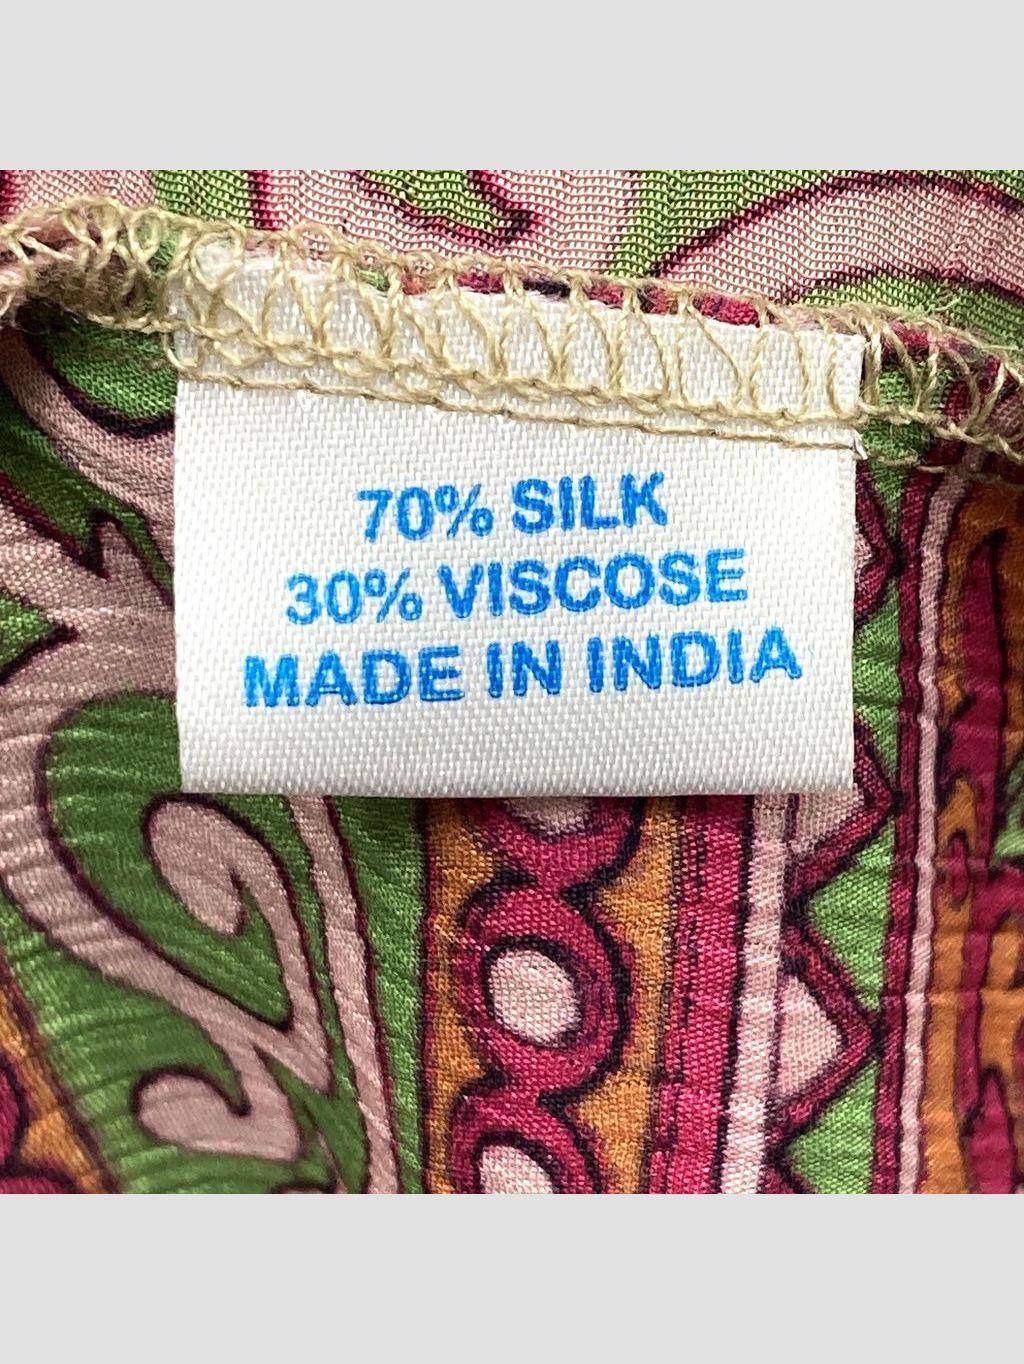 70% SILK
30% VISCOSE
MADE IN INDIA